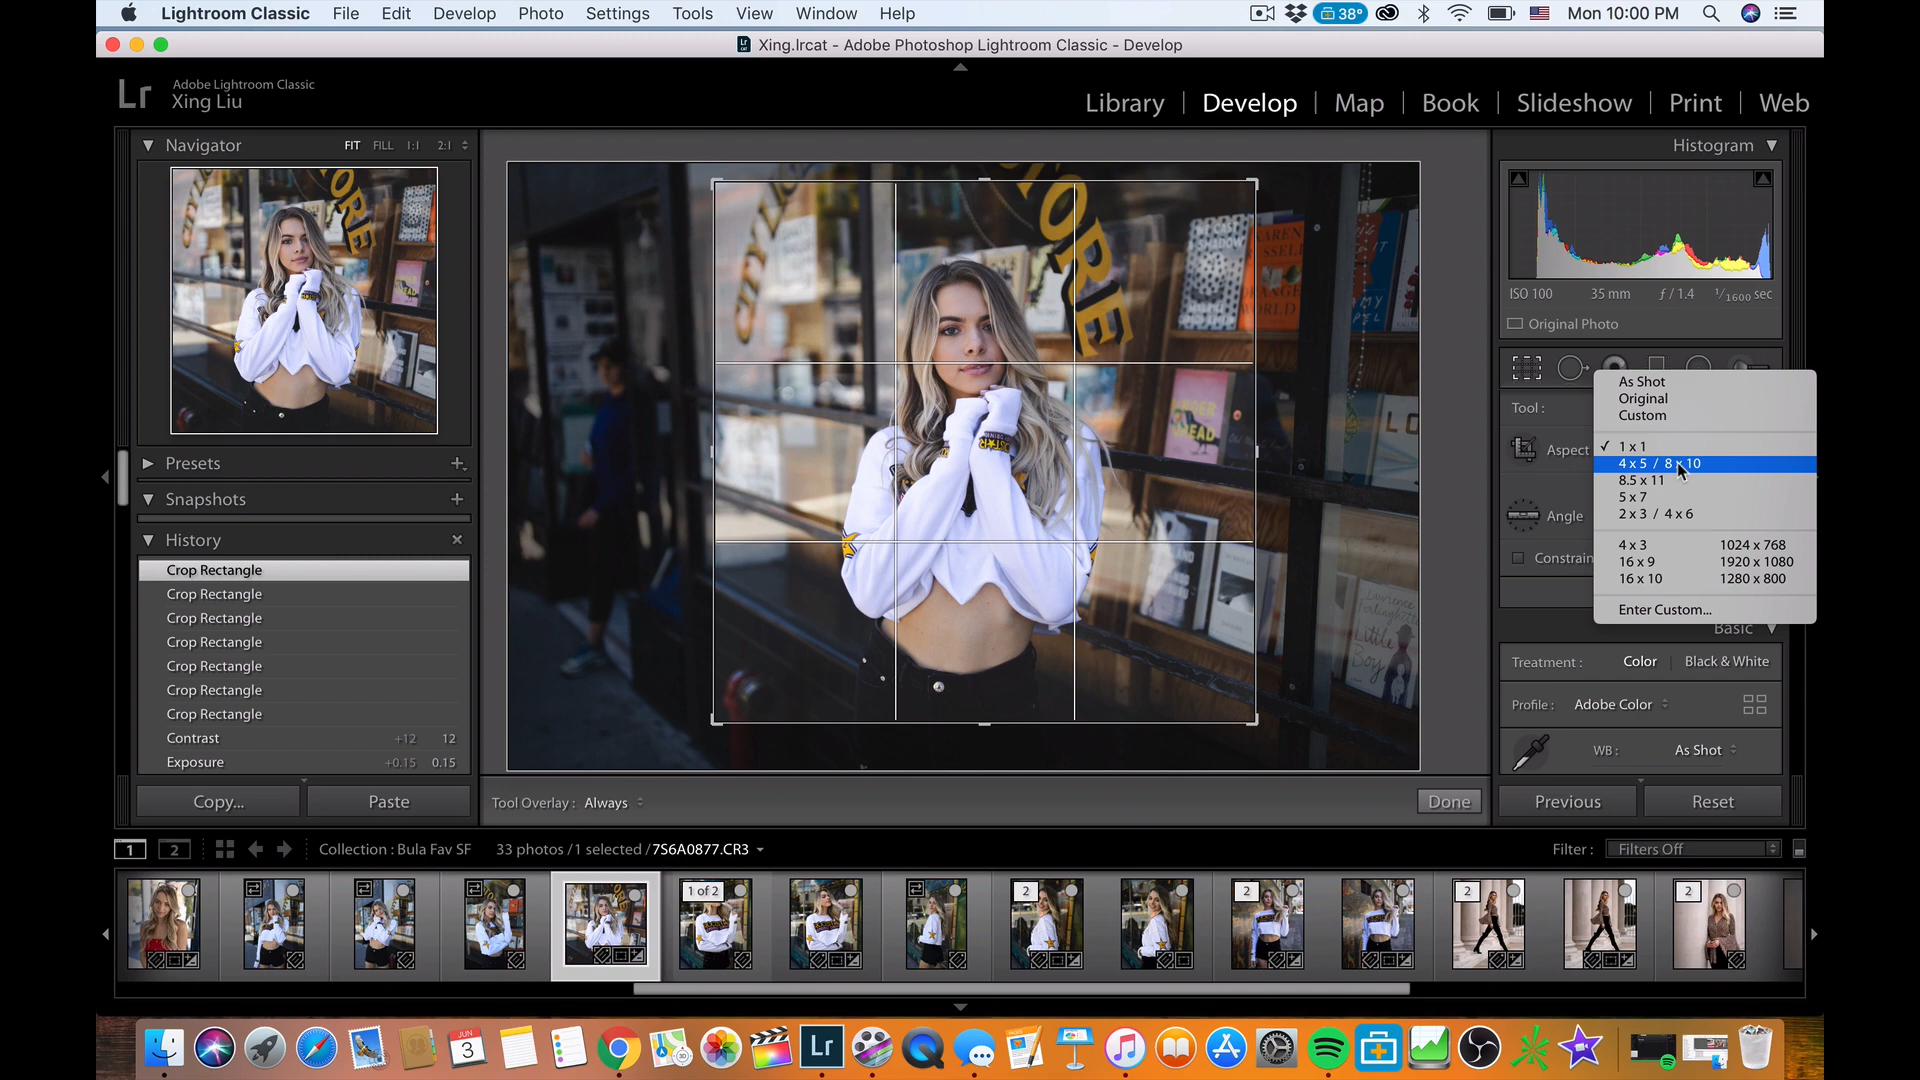 Lightroom Classic File Edit Develop Photo Settings Tools View Window Help 38° Mon 10:00 PM
Lr Xing.lrcat - Adobe Photoshop Lightroom Classic - Develop
Lr Adobe Lightroom Classic
Xing Liu
Library | Develop | Map | Book | Slideshow | Print | Web
Navigator FIT FILL 1:1 2:1
Histogram
ISO 100 35 mm ƒ / 1.4 1/1600 sec
Original Photo
STORE
Tool :
Aspect
Angle
Constrain
As Shot
Original
Custom
✓ 1 x 1
4 x 5 / 8 x 10
8.5 x 11
5 x 7
2 x 3 / 4 x 6
4 x 3 1024 x 768
16 x 9 1920 x 1080
16 x 10 1280 x 800
Enter Custom...
Basic
Treatment : Color | Black & White
Profile : Adobe Color
WB : As Shot
Previous Reset
Presets
Snapshots
History
Crop Rectangle
Crop Rectangle
Crop Rectangle
Crop Rectangle
Crop Rectangle
Crop Rectangle
Crop Rectangle
Contrast +12 12
Exposure +0.15 0.15
Copy... Paste
Tool Overlay : Always Done
1 2 Collection : Bula Fav SF 33 photos / 1 selected / 7S6A0877.CR3 Filter : Filters Off
1 of 2 2 2 2 2
JUN
3
Lr